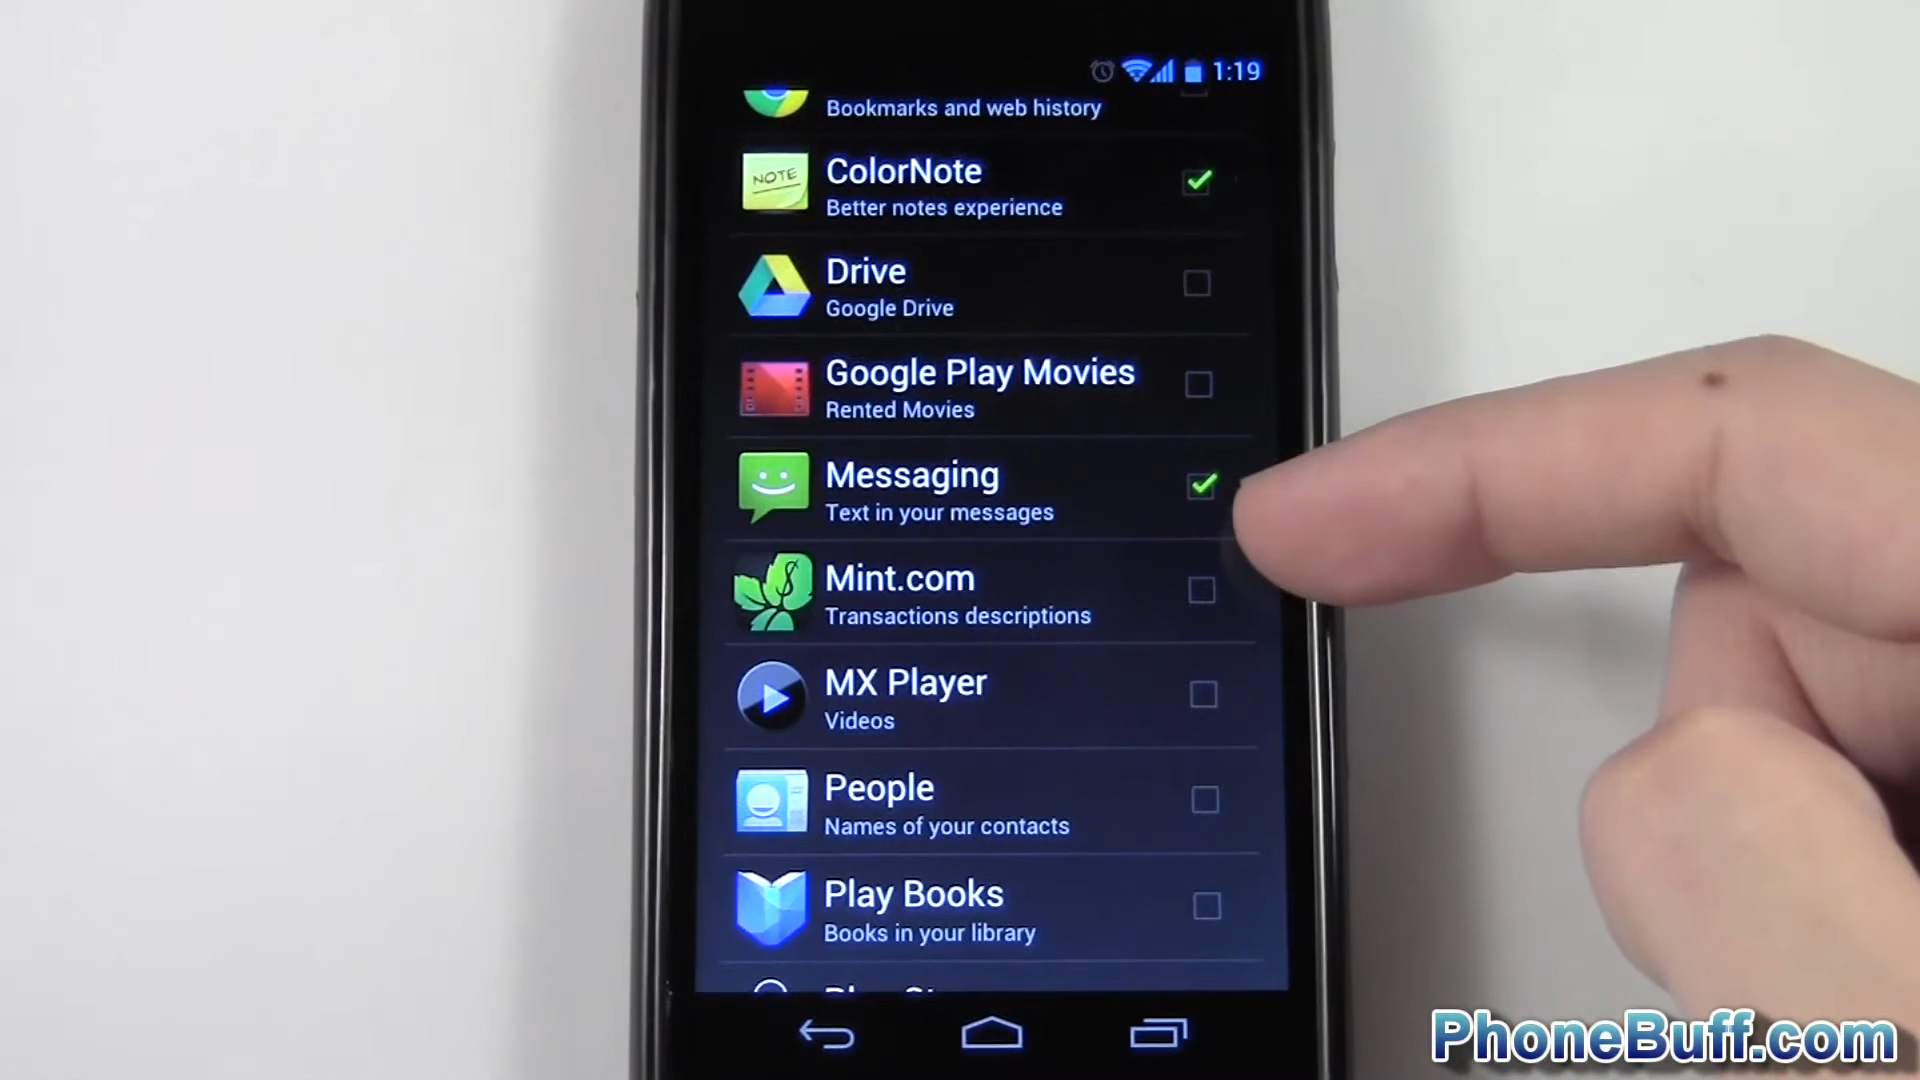 1:19
Bookmarks and web history
NOTE
ColorNote
Better notes experience
Drive
Google Drive
Google Play Movies
Rented Movies
Messaging
Text in your messages
Mint.com
Transactions descriptions
MX Player
Videos
People
Names of your contacts
Play Books
Books in your library
PhoneBuff.com